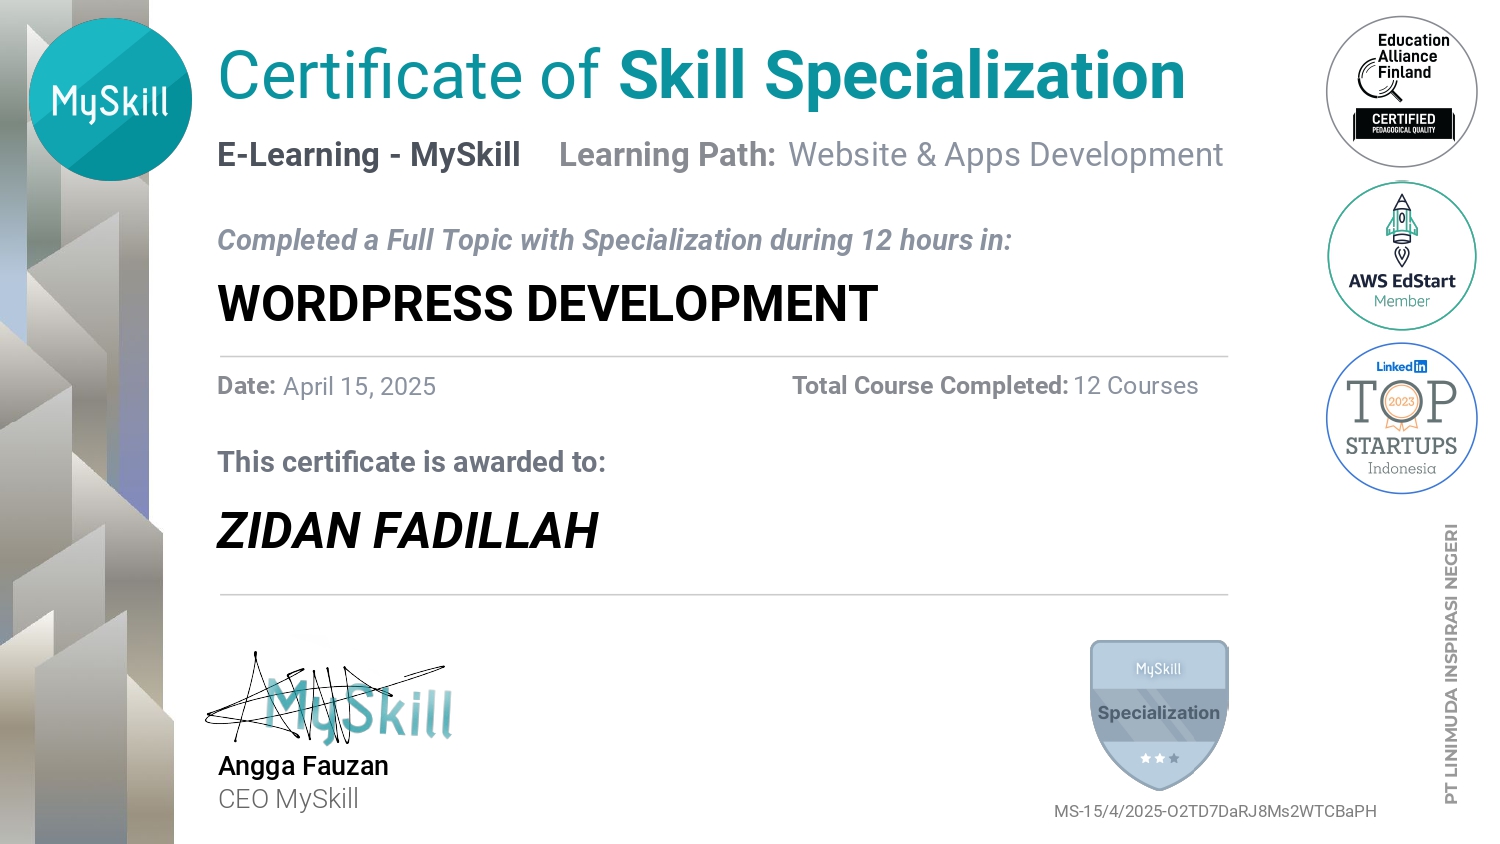 MySkill
Certificate of Skill Specialization
E-Learning - MySkill Learning Path: Website & Apps Development
Completed a Full Topic with Specialization during 12 hours in:
WORDPRESS DEVELOPMENT
Date: April 15, 2025 Total Course Completed: 12 Courses
This certificate is awarded to:
ZIDAN FADILLAH
MySkill
Angga Fauzan
CEO MySkill
MySkill
Specialization
MS-15/4/2025-O2TD7DaRJ8Ms2WTCBaPH
Education
Alliance
Finland
CERTIFIED
PEDAGOGICAL QUALITY
AWS EdStart
Member
Linked in
TOP
2023
STARTUPS
Indonesia
PT LINIMUDA INSPIRASI NEGERI